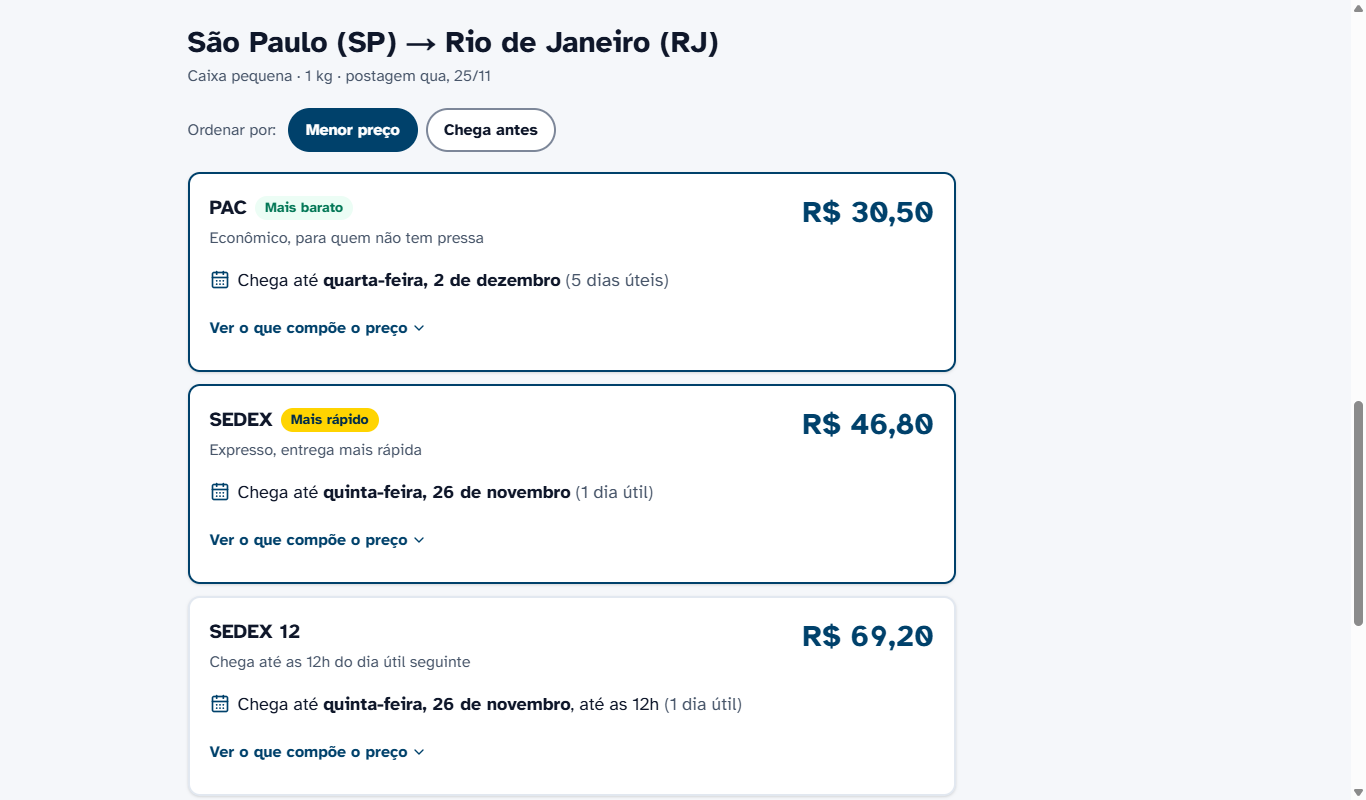 São Paulo (SP) → Rio de Janeiro (RJ)
Caixa pequena · 1 kg · postagem qua, 25/11
Ordenar por: Menor preço Chega antes
PAC Mais barato R$ 30,50
Econômico, para quem não tem pressa
Chega até quarta-feira, 2 de dezembro (5 dias úteis)
Ver o que compõe o preço
SEDEX Mais rápido R$ 46,80
Expresso, entrega mais rápida
Chega até quinta-feira, 26 de novembro (1 dia útil)
Ver o que compõe o preço
SEDEX 12 R$ 69,20
Chega até as 12h do dia útil seguinte
Chega até quinta-feira, 26 de novembro, até as 12h (1 dia útil)
Ver o que compõe o preço